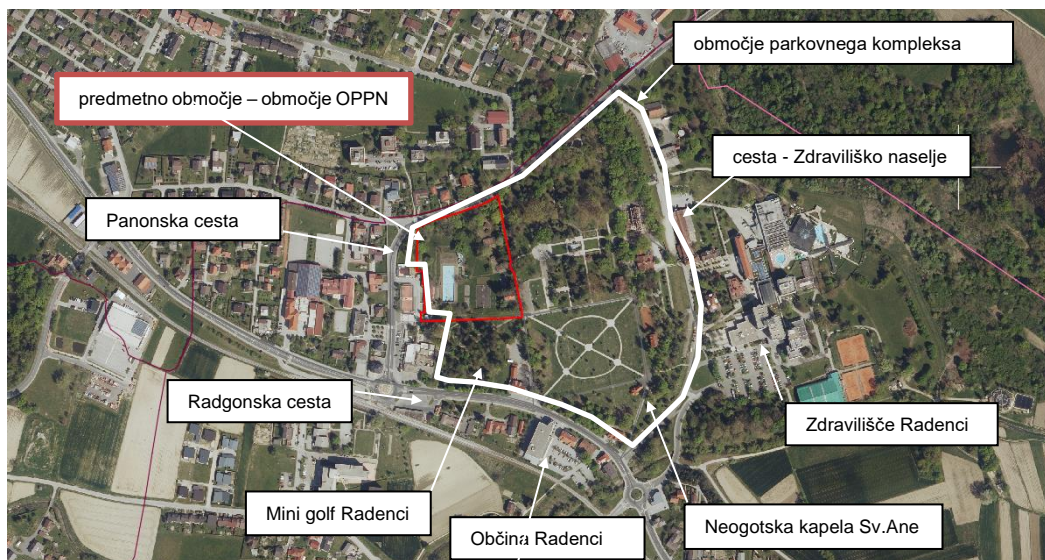 območje parkovnega kompleksa
predmetno območje – območje OPPN
cesta - Zdraviliško naselje
Panonska cesta
Radgonska cesta
Zdravilišče Radenci
Mini golf Radenci
Občina Radenci
Neogotska kapela Sv.Ane